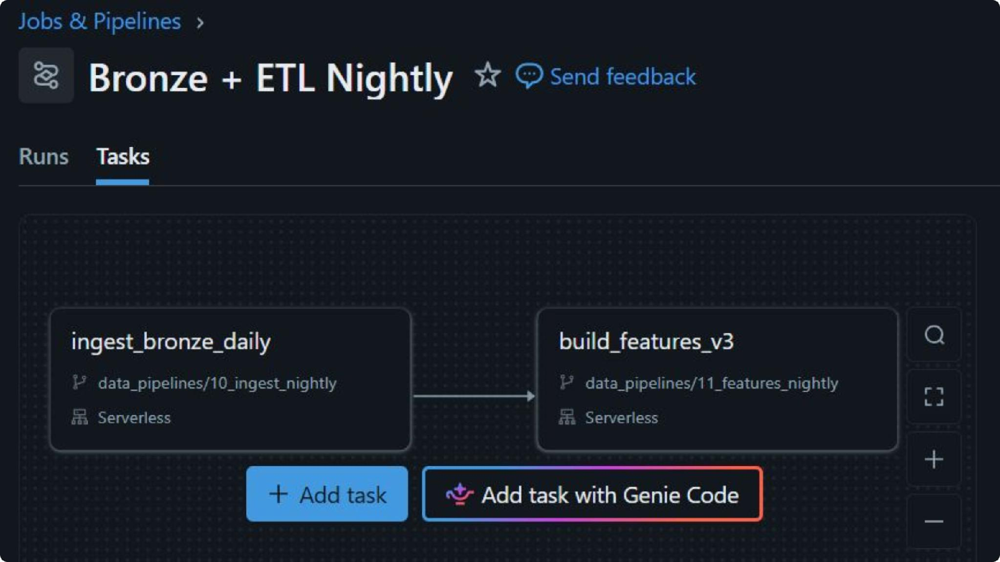 Jobs & Pipelines >
Bronze + ETL Nightly Send feedback
Runs Tasks
ingest_bronze_daily
data_pipelines/10_ingest_nightly
Serverless
build_features_v3
data_pipelines/11_features_nightly
Serverless
+ Add task
Add task with Genie Code